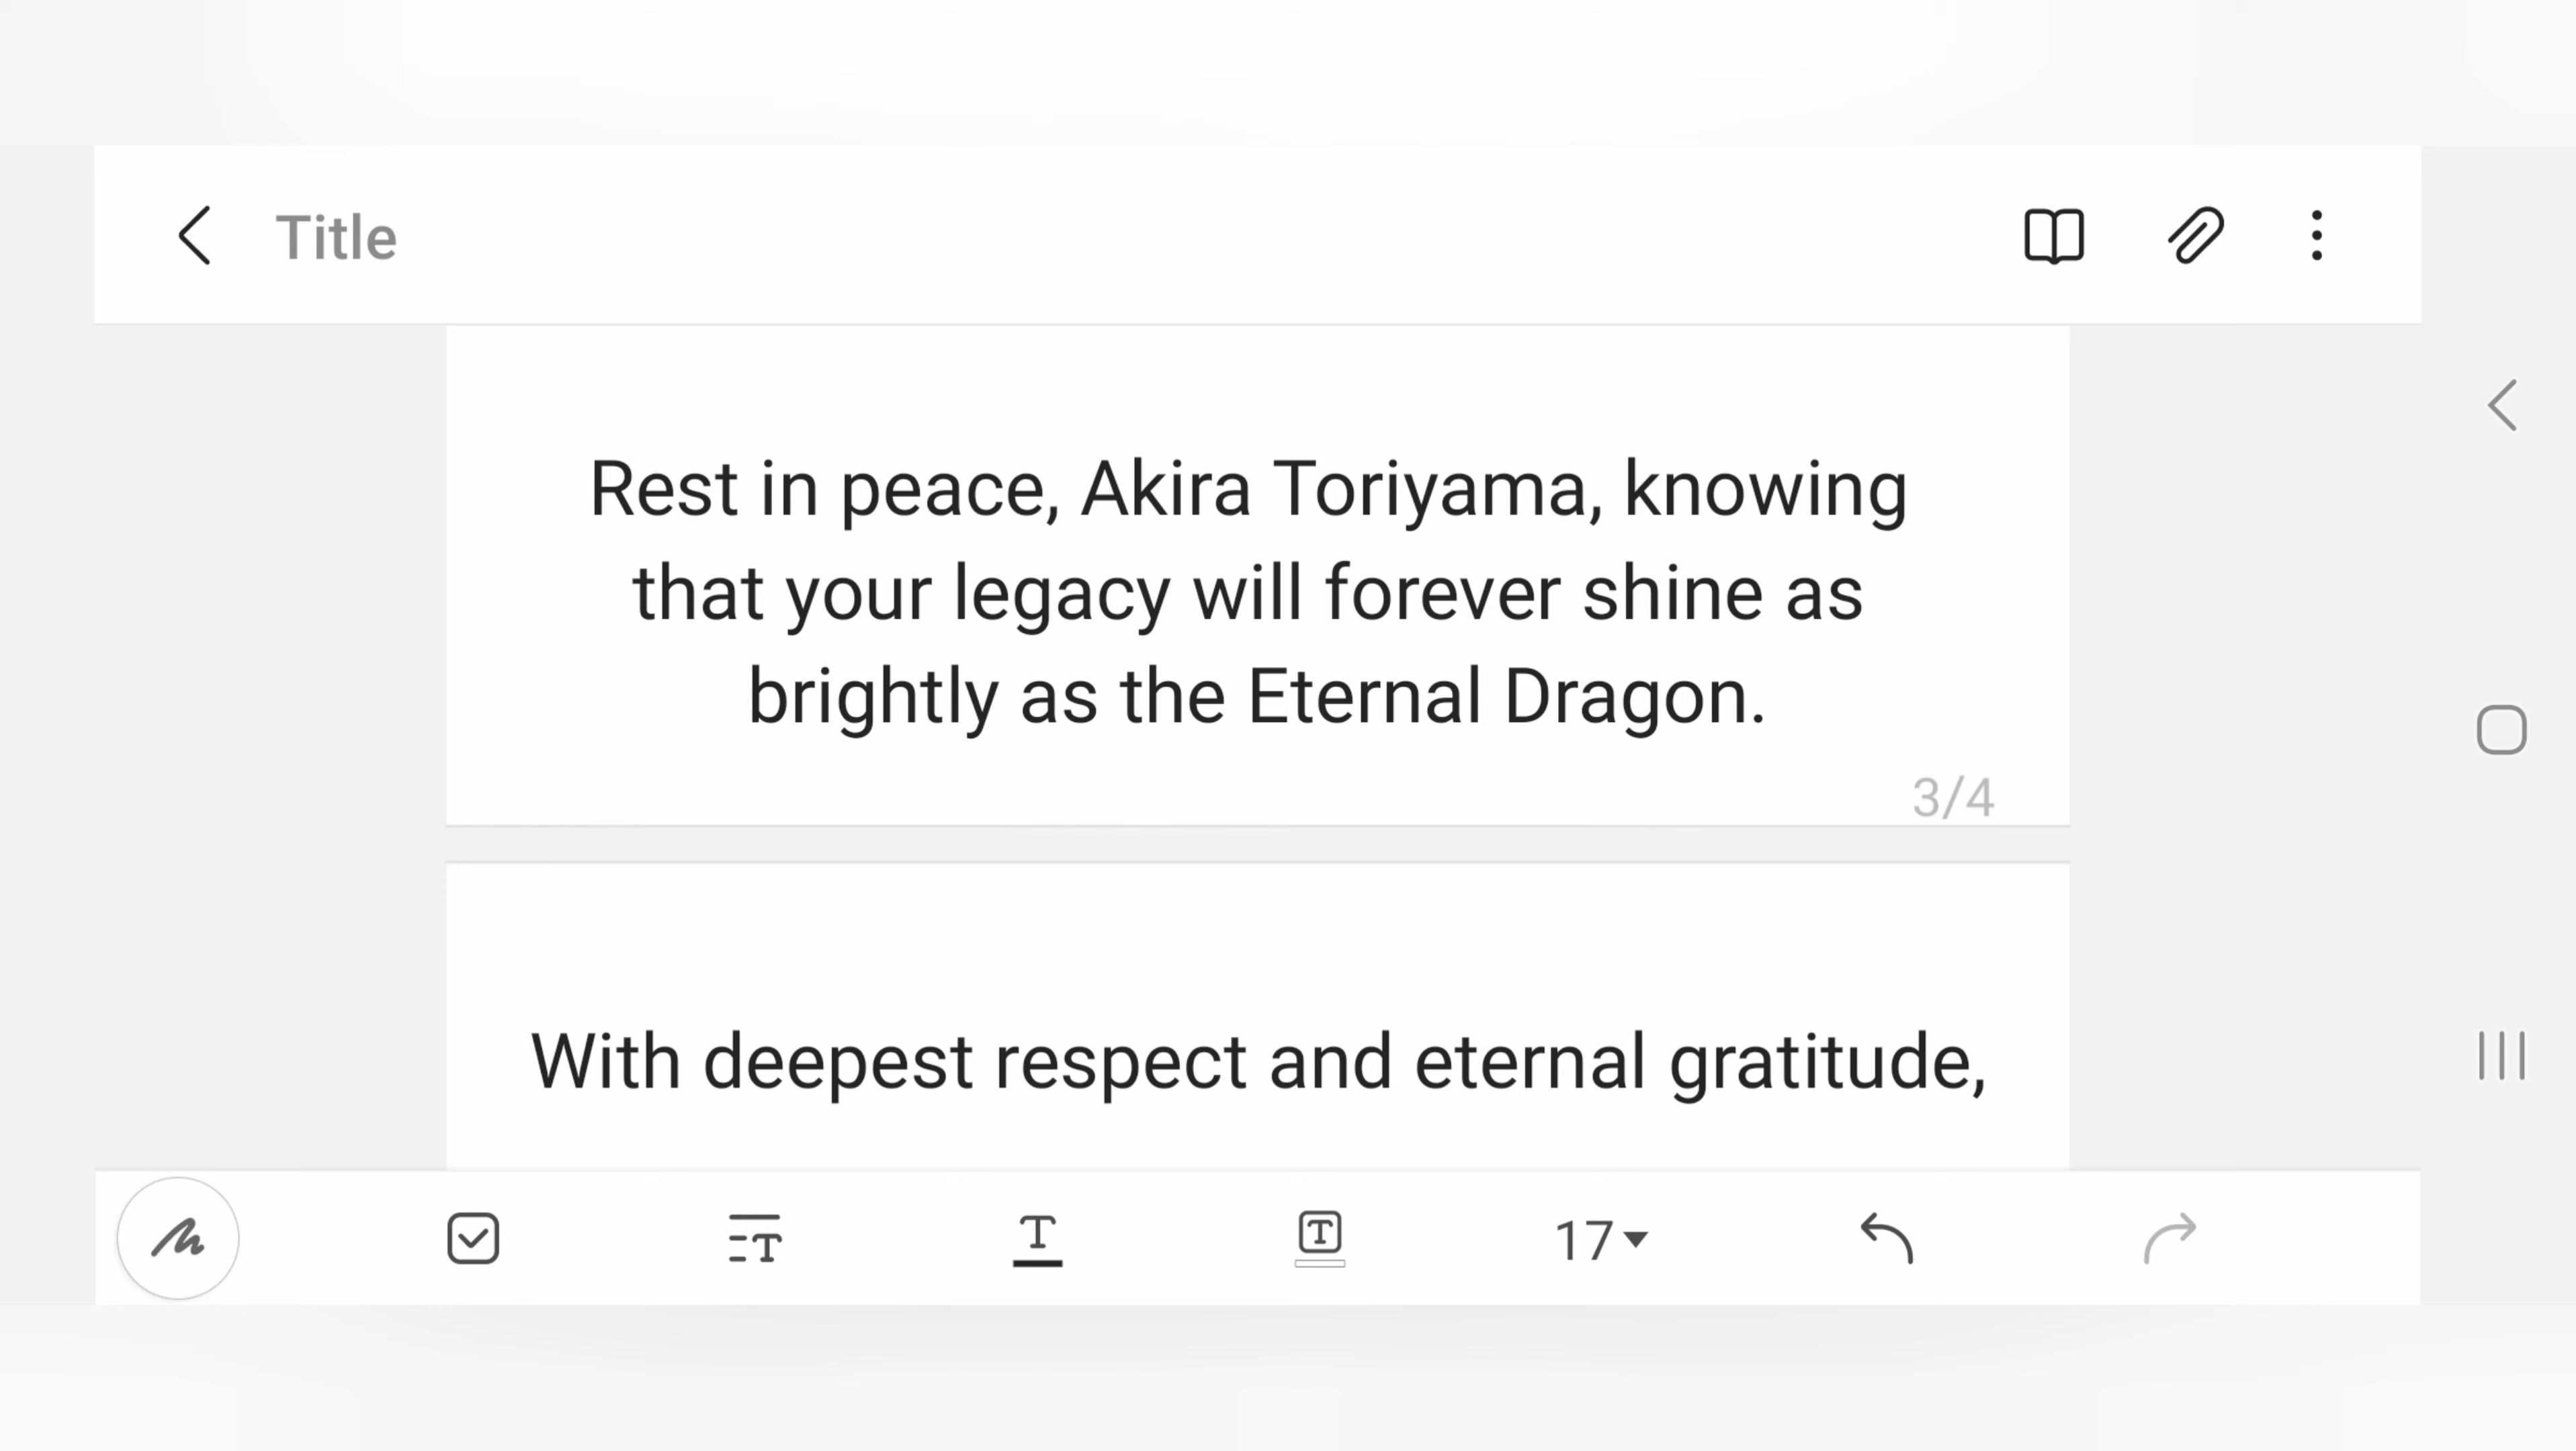 Title
Rest in peace, Akira Toriyama, knowing
that your legacy will forever shine as
brightly as the Eternal Dragon.
3/4
With deepest respect and eternal gratitude,
17